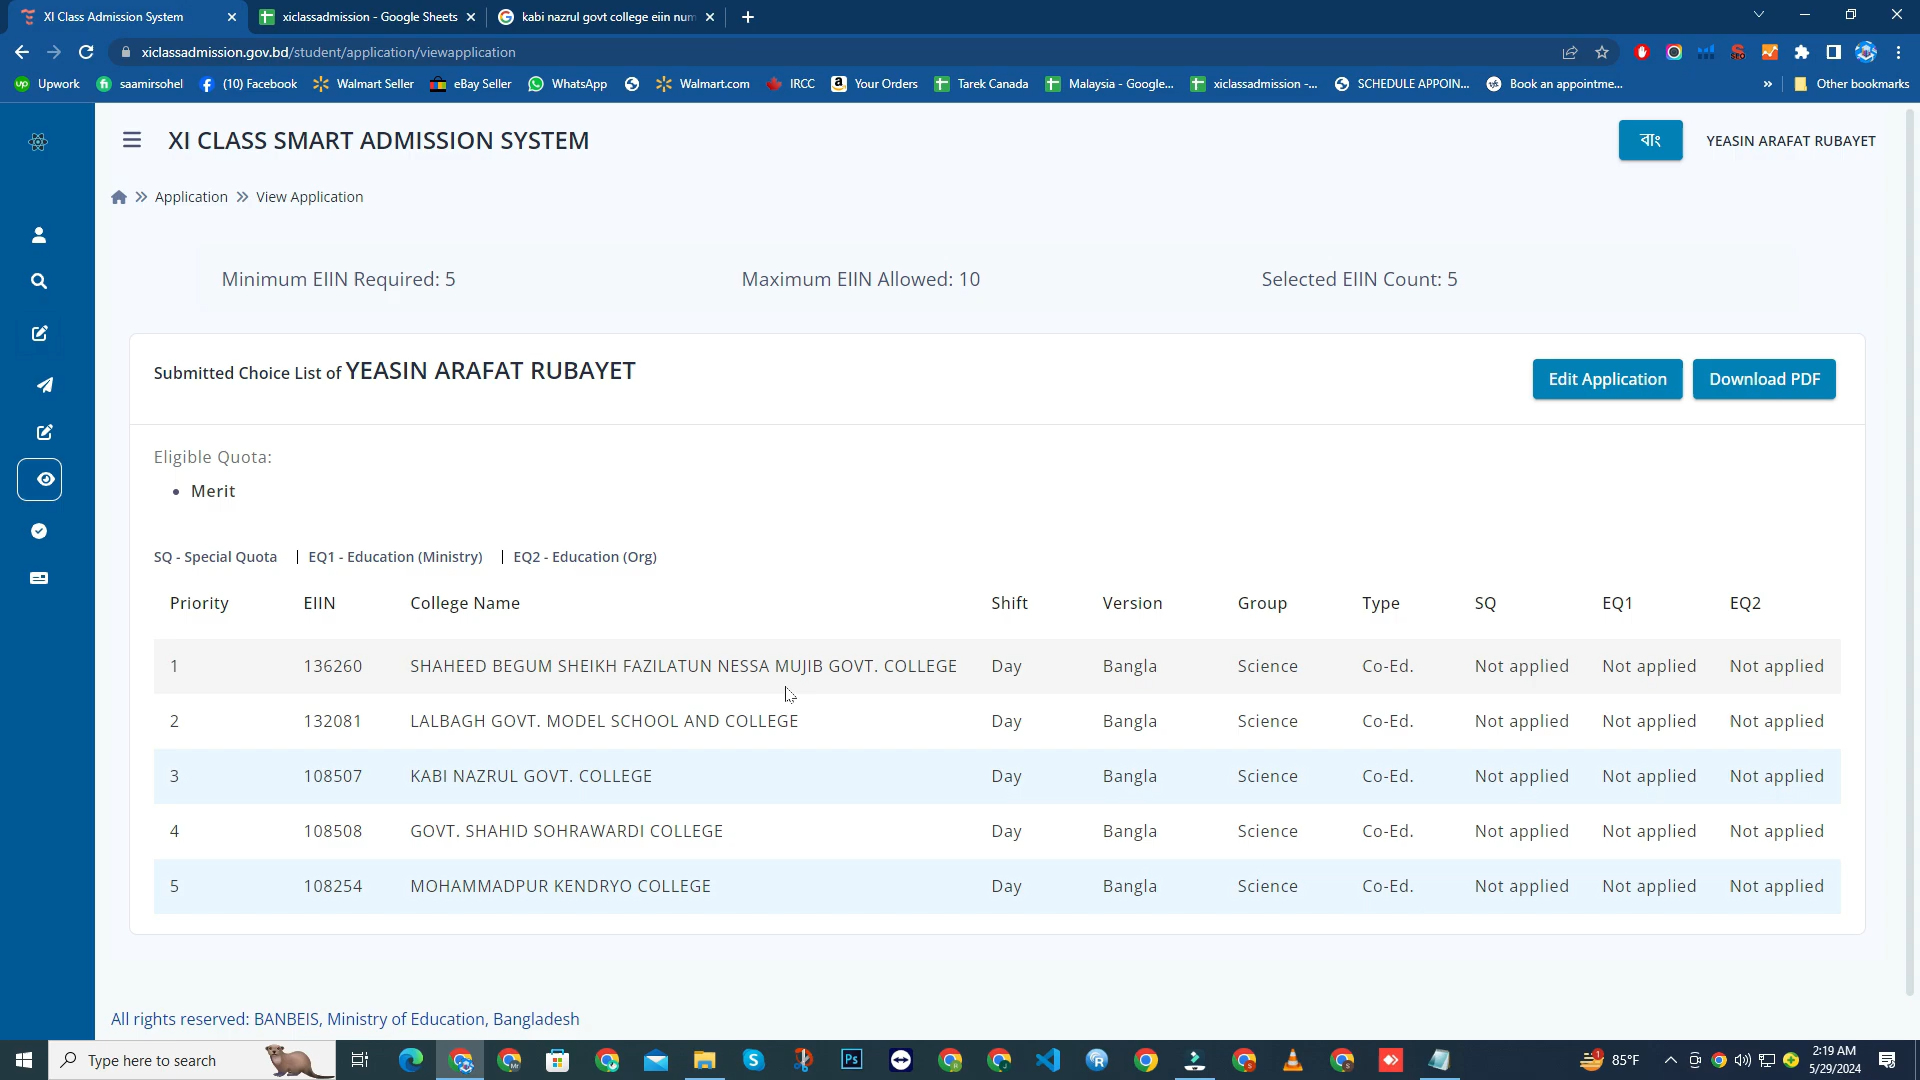 XI Class Admission System
xiclassadmission - Google Sheets
kabi nazrul govt college eiin num
xiclassadmission.gov.bd/student/application/viewapplication
Upwork
saamirsohel
(10) Facebook
Walmart Seller
eBay Seller
WhatsApp
Walmart.com
IRCC
Your Orders
Tarek Canada
Malaysia - Google...
xiclassadmission -...
SCHEDULE APPOIN...
Book an appointme...
Other bookmarks
XI CLASS SMART ADMISSION SYSTEM
বাং
YEASIN ARAFAT RUBAYET
Application
View Application
Minimum EIIN Required: 5
Maximum EIIN Allowed: 10
Selected EIIN Count: 5
Submitted Choice List of YEASIN ARAFAT RUBAYET
Edit Application
Download PDF
Eligible Quota:
• Merit
SQ - Special Quota | EQ1 - Education (Ministry) | EQ2 - Education (Org)
Priority EIIN College Name Shift Version Group Type SQ EQ1 EQ2
1 136260 SHAHEED BEGUM SHEIKH FAZILATUN NESSA MUJIB GOVT. COLLEGE Day Bangla Science Co-Ed. Not applied Not applied Not applied
2 132081 LALBAGH GOVT. MODEL SCHOOL AND COLLEGE Day Bangla Science Co-Ed. Not applied Not applied Not applied
3 108507 KABI NAZRUL GOVT. COLLEGE Day Bangla Science Co-Ed. Not applied Not applied Not applied
4 108508 GOVT. SHAHID SOHRAWARDI COLLEGE Day Bangla Science Co-Ed. Not applied Not applied Not applied
5 108254 MOHAMMADPUR KENDRYO COLLEGE Day Bangla Science Co-Ed. Not applied Not applied Not applied
All rights reserved: BANBEIS, Ministry of Education, Bangladesh
Type here to search
85°F
2:19 AM
5/29/2024